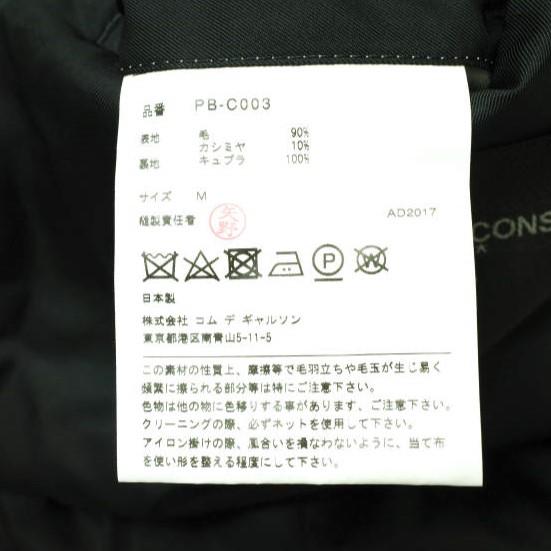 品番 PB-C003
表地 毛 90%
カシミヤ 10%
裏地 キュプラ 100%
サイズ M
縫製責任者 矢野 AD2017
CONS
P
W
日本製
株式会社 コム デ ギャルソン
東京都港区南青山5-11-5
この素材の性質上、摩擦等で毛羽立ちや毛玉が生じ易く
頻繁に擦られる部分等は特にご注意下さい。
色物は他の物に色移りする事があります、ご注意下さい。
クリーニングの際、必ずネットを使用して下さい。
アイロン掛けの際、風合いを損なわないように、当て布
を使い形を整える程度にして下さい。